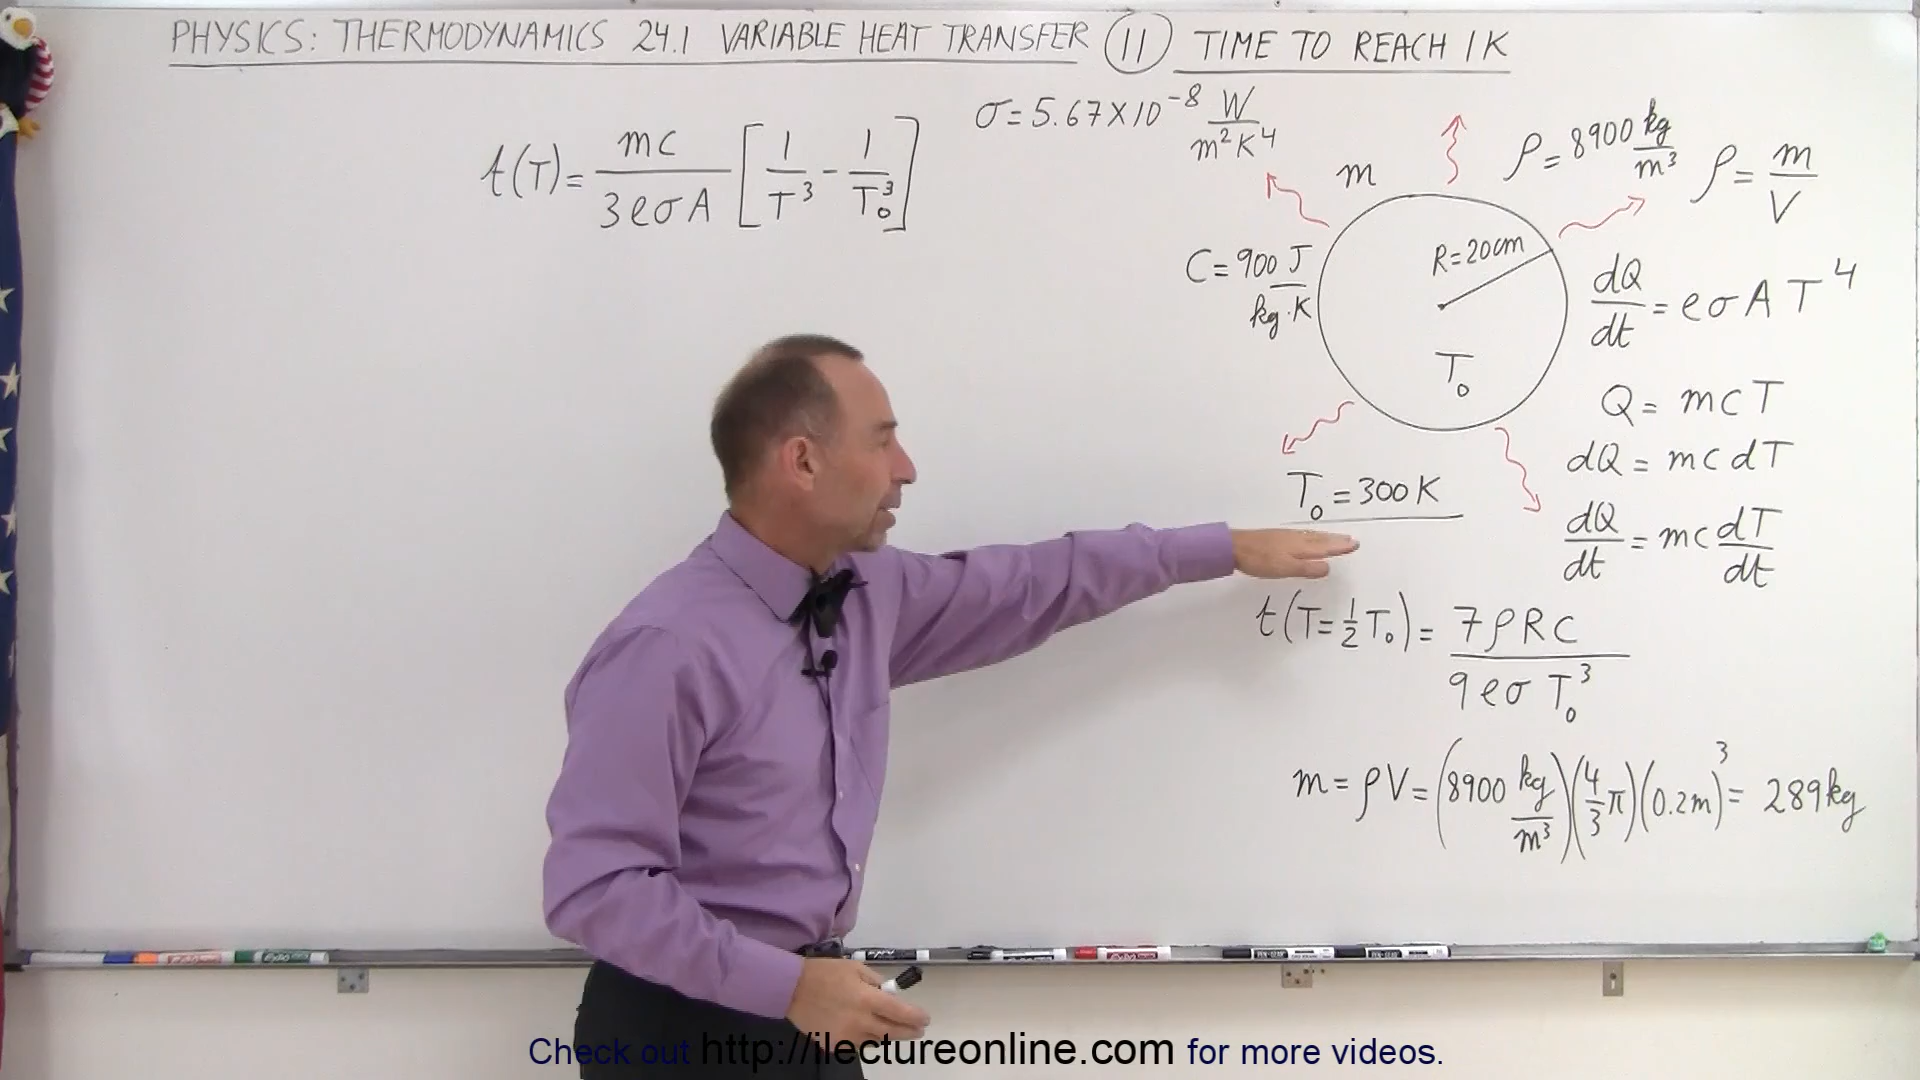 PHYSICS: THERMODYNAMICS 24.1 VARIABLE HEAT TRANSFER (11) TIME TO REACH 1K
t(T) = mc / 3eσA [1/T³ - 1/T₀³]
σ = 5.67 X 10⁻⁸ W / m²K⁴
m
ρ = 8900 kg/m³
ρ = m/V
C = 900 J / kg·K
R = 20cm
T₀
dQ/dt = eσAT⁴
Q = mcT
dQ = mcdT
T₀ = 300K
dQ/dt = mc dT/dt
t(T = ½T₀) = 7ρRC / 9eσT₀³
m = ρV = (8900 kg/m³)(4/3 π)(0.2m)³ = 289kg
Check out http://ilectureonline.com for more videos.